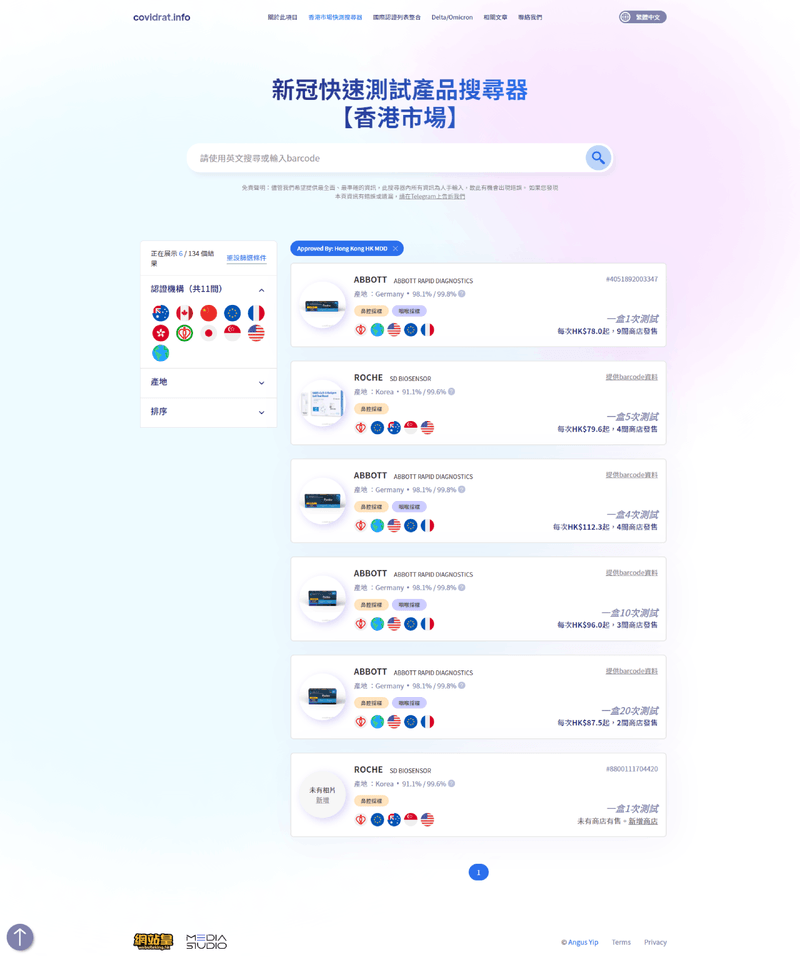 covidrat.info
關於此項目
香港市場快測搜尋器
國際認證列表整合
Delta/Omicron
相關文章
聯絡我們
繁體中文
新冠快速測試產品搜尋器
【香港市場】
請使用英文搜尋或輸入barcode
免費聲明：儘管我們希望提供最全面、最準確的資訊，此搜尋器內所有資訊為人手輸入，故此有機會出現錯誤。 如果您發現
本頁資訊有錯誤或遺漏，請在Telegram上告訴我們
正在展示 6 / 134 個結
果
重設篩選條件
認證機構（共11間）
產地
排序
Approved By: Hong Kong HK MDD
ABBOTT ABBOTT RAPID DIAGNOSTICS
#4051892003347
產地 ：Germany • 98.1% / 99.8%
鼻腔採樣 咽喉採樣
一盒1次測試
每次HK$78.0起，9間商店發售
ROCHE SD BIOSENSOR
提供barcode資料
產地 ：Korea • 91.1% / 99.6%
鼻腔採樣
一盒5次測試
每次HK$79.6起，4間商店發售
ABBOTT ABBOTT RAPID DIAGNOSTICS
提供barcode資料
產地 ：Germany • 98.1% / 99.8%
鼻腔採樣 咽喉採樣
一盒4次測試
每次HK$112.3起，4間商店發售
ABBOTT ABBOTT RAPID DIAGNOSTICS
提供barcode資料
產地 ：Germany • 98.1% / 99.8%
鼻腔採樣 咽喉採樣
一盒10次測試
每次HK$96.0起，3間商店發售
ABBOTT ABBOTT RAPID DIAGNOSTICS
提供barcode資料
產地 ：Germany • 98.1% / 99.8%
鼻腔採樣 咽喉採樣
一盒20次測試
每次HK$87.5起，2間商店發售
未有相片
新增
ROCHE SD BIOSENSOR
#8800111704420
產地 ：Korea • 91.1% / 99.6%
鼻腔採樣
一盒1次測試
未有商店有售。新增商店
1
網站皇
MEDIA
STUDIO
© Angus Yip
Terms
Privacy